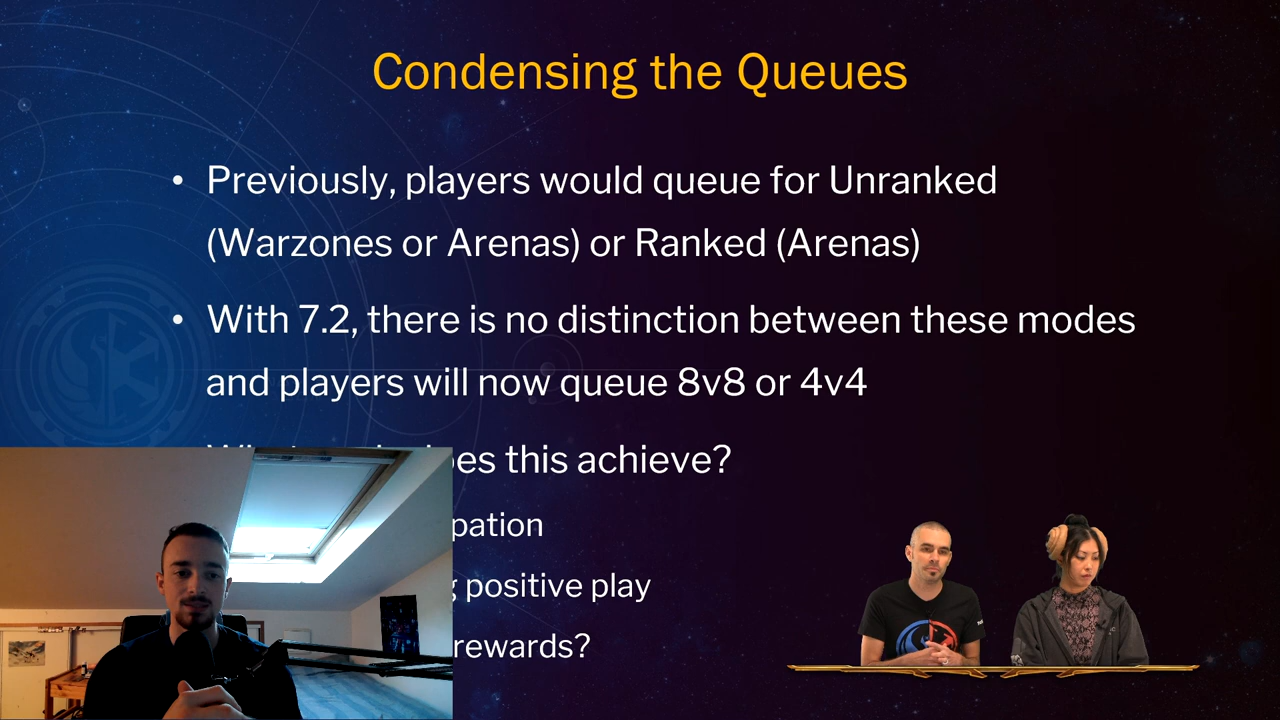 Condensing the Queues
• Previously, players would queue for Unranked
(Warzones or Arenas) or Ranked (Arenas)
• With 7.2, there is no distinction between these modes
and players will now queue 8v8 or 4v4
this achieve?
positive play
rewards?